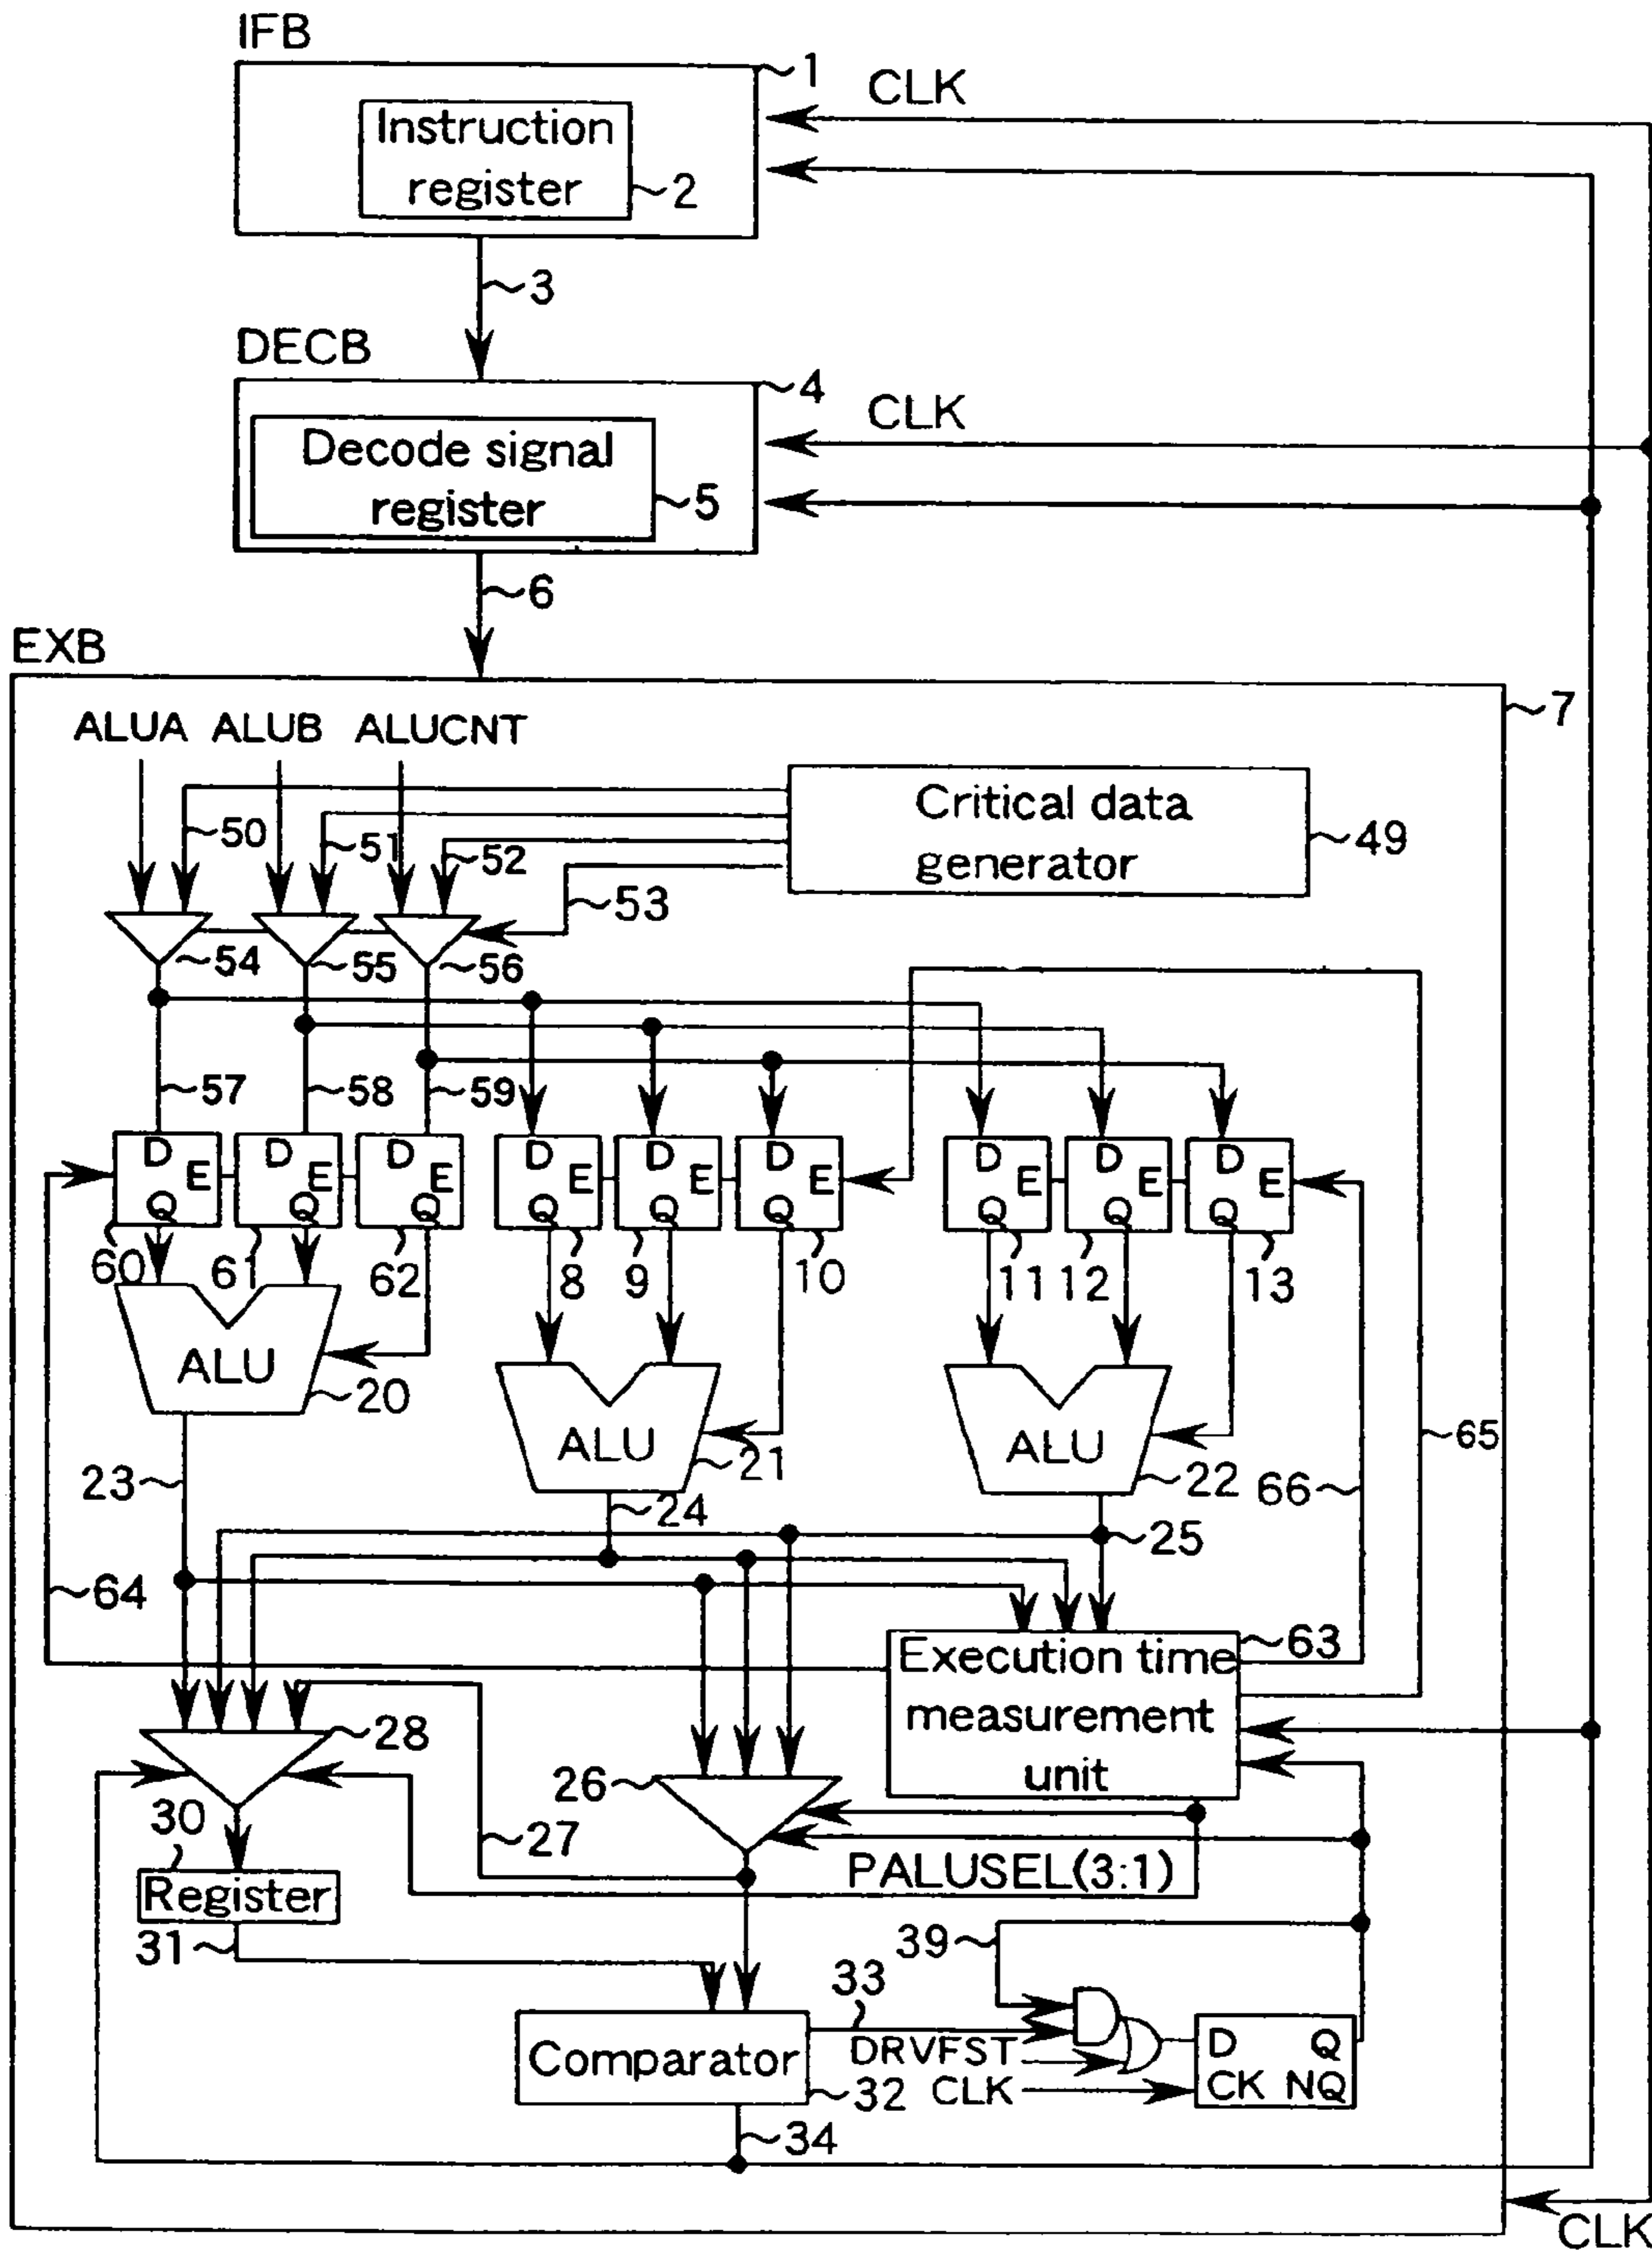 IFB
1
CLK
Instruction
register
2
3
DECB
4
CLK
Decode signal
register
5
6
EXB
7
ALUA ALUB ALUCNT
Critical data
generator
49
50
51
52
53
54
55
56
57
58
59
D E Q
D E Q
D E Q
D E Q
D E Q
D E Q
D E Q
D E Q
D E Q
60
61
62
8
9
10
11
12
13
ALU
20
ALU
21
ALU
22
65
66
23
24
25
64
63
Execution time
measurement
unit
28
26
30
27
PALUSEL(3:1)
Register
31
39
33
Comparator
DRVFST
32
CLK
D Q
CK NQ
34
CLK